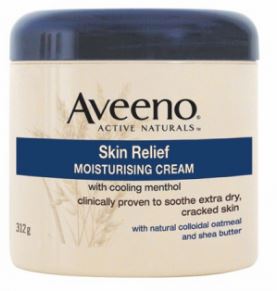 Aveeno
ACTIVE NATURALS™
Skin Relief
MOISTURISING CREAM
with cooling menthol
clinically proven to soothe extra dry,
cracked skin
312g
with natural colloidal oatmeal
and shea butter